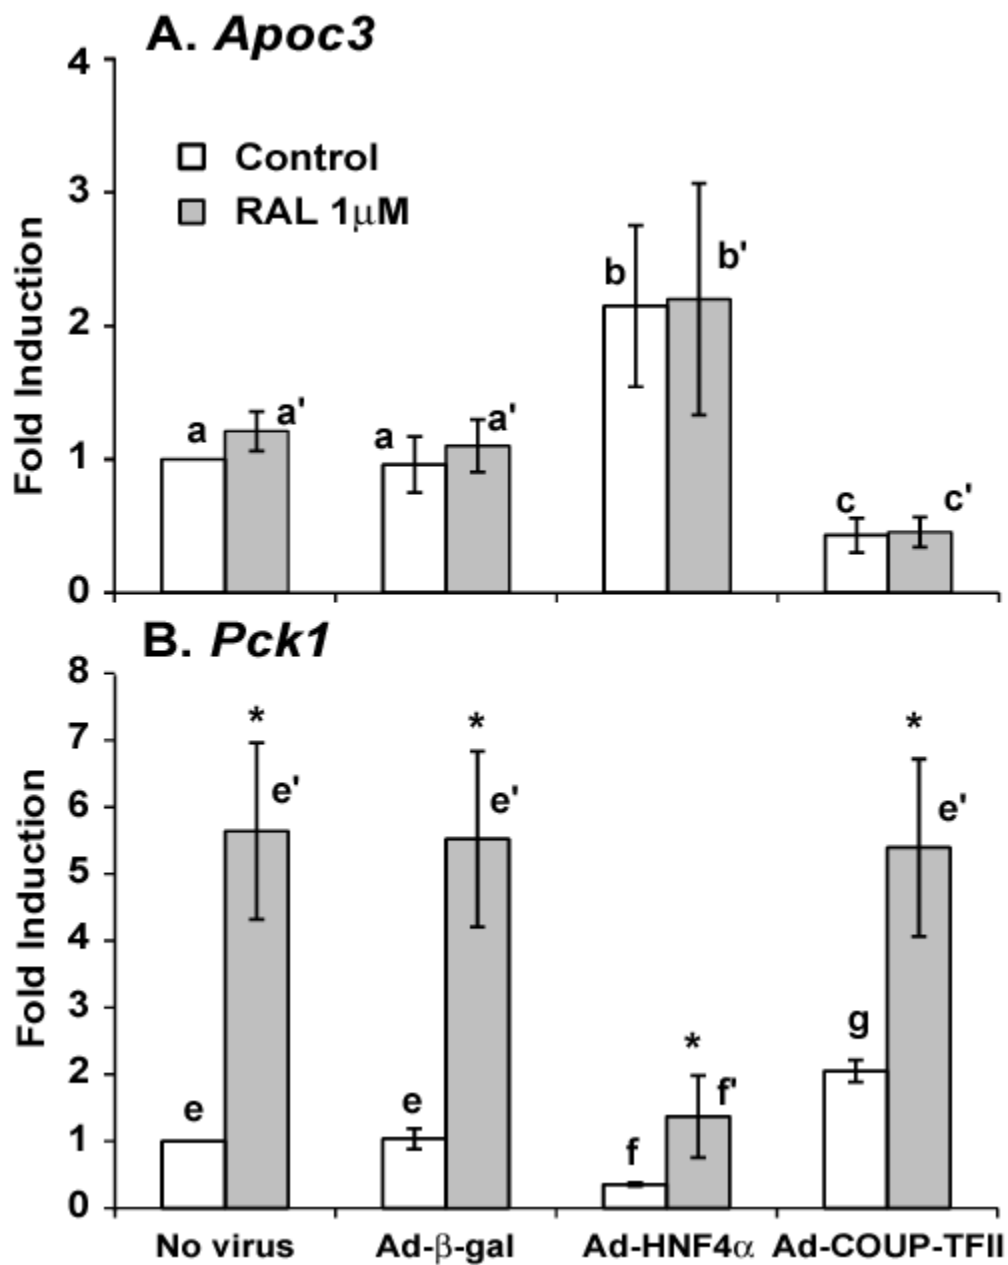 A. Apoc3
4
Control
3
RAL 1μM
Fold Induction
b b'
2
a a' a a'
1
c c'
0
B. Pck1
8
* * *
7
e' e' e'
6
5
4
Fold Induction
3
g
2
*
e e f f'
1
0
No virus Ad-β-gal Ad-HNF4α Ad-COUP-TFII